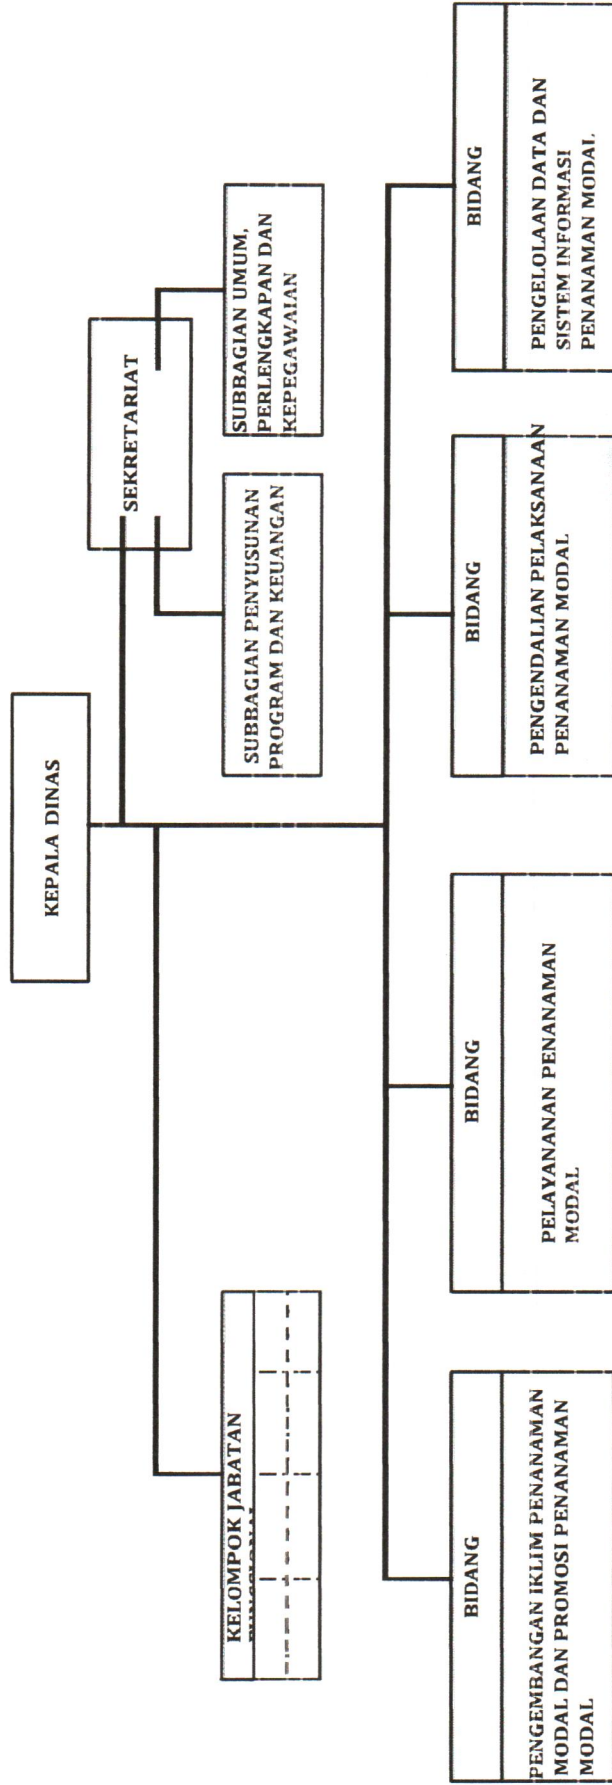 KEPALA DINAS
SEKRETARIAT
KELOMPOK JABATAN
SUBBAGIAN PENYUSUNAN
PROGRAM DAN KEUANGAN
SUBBAGIAN UMUM,
PERLENGKAPAN DAN
KEPEGAWAIAN
BIDANG
PENGEMBANGAN IKLIM PENANAMAN
MODAL DAN PROMOSI PENANAMAN
MODAL
BIDANG
PELAYANANAN PENANAMAN
MODAL
BIDANG
PENGENDALIAN PELAKSANAAN
PENANAMAN MODAL
BIDANG
PENGELOLAAN DATA DAN
SISTEM INFORMASI
PENANAMAN MODAL